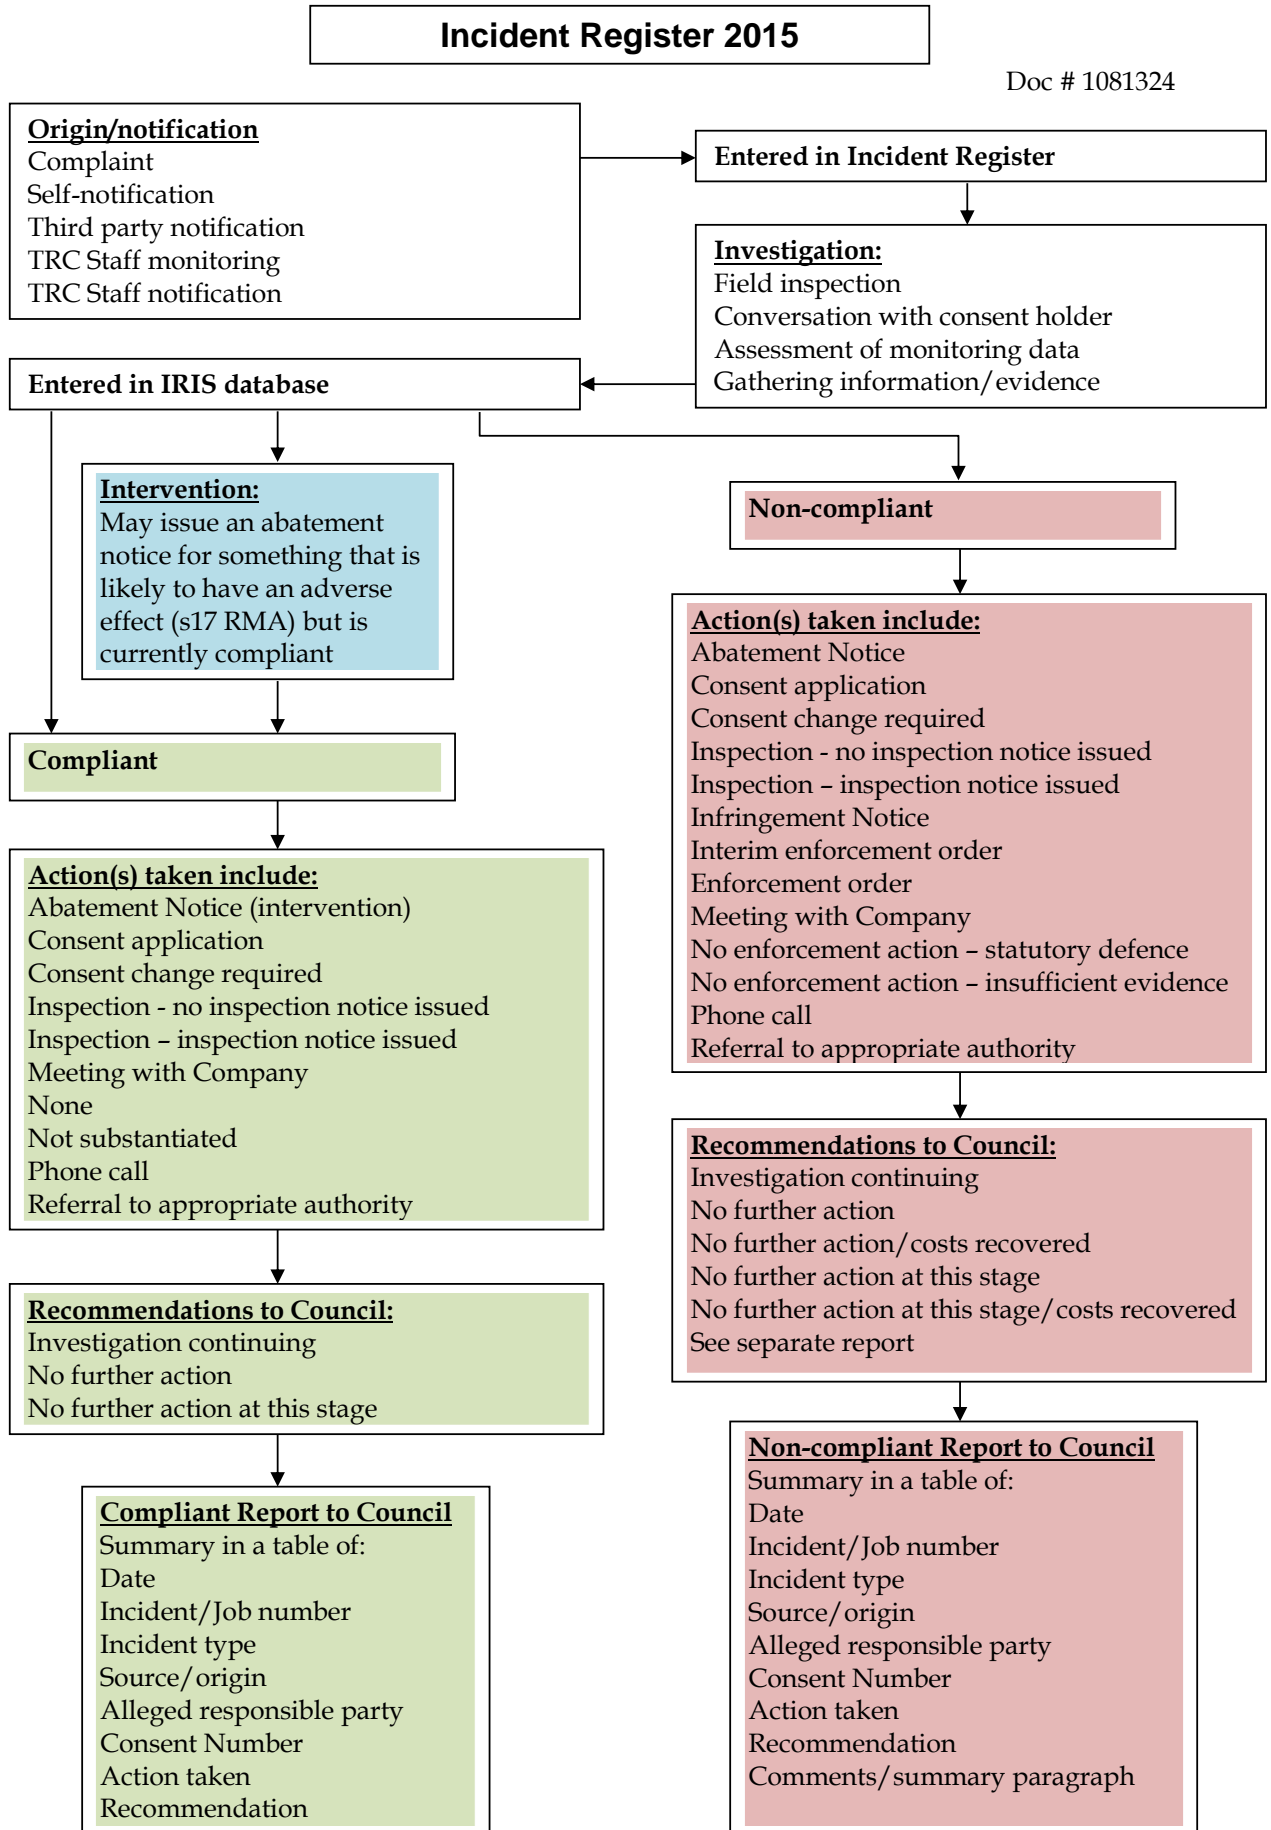 Incident Register 2015
Doc # 1081324
Origin/notification
Complaint
Self-notification
Third party notification
TRC Staff monitoring
TRC Staff notification
Entered in Incident Register
Investigation:
Field inspection
Conversation with consent holder
Assessment of monitoring data
Gathering information/evidence
Entered in IRIS database
Intervention:
May issue an abatement
notice for something that is
likely to have an adverse
effect (s17 RMA) but is
currently compliant
Compliant
Action(s) taken include:
Abatement Notice (intervention)
Consent application
Consent change required
Inspection - no inspection notice issued
Inspection – inspection notice issued
Meeting with Company
None
Not substantiated
Phone call
Referral to appropriate authority
Recommendations to Council:
Investigation continuing
No further action
No further action at this stage
Compliant Report to Council
Summary in a table of:
Date
Incident/Job number
Incident type
Source/origin
Alleged responsible party
Consent Number
Action taken
Recommendation
Non-compliant
Action(s) taken include:
Abatement Notice
Consent application
Consent change required
Inspection - no inspection notice issued
Inspection – inspection notice issued
Infringement Notice
Interim enforcement order
Enforcement order
Meeting with Company
No enforcement action – statutory defence
No enforcement action – insufficient evidence
Phone call
Referral to appropriate authority
Recommendations to Council:
Investigation continuing
No further action
No further action/costs recovered
No further action at this stage
No further action at this stage/costs recovered
See separate report
Non-compliant Report to Council
Summary in a table of:
Date
Incident/Job number
Incident type
Source/origin
Alleged responsible party
Consent Number
Action taken
Recommendation
Comments/summary paragraph